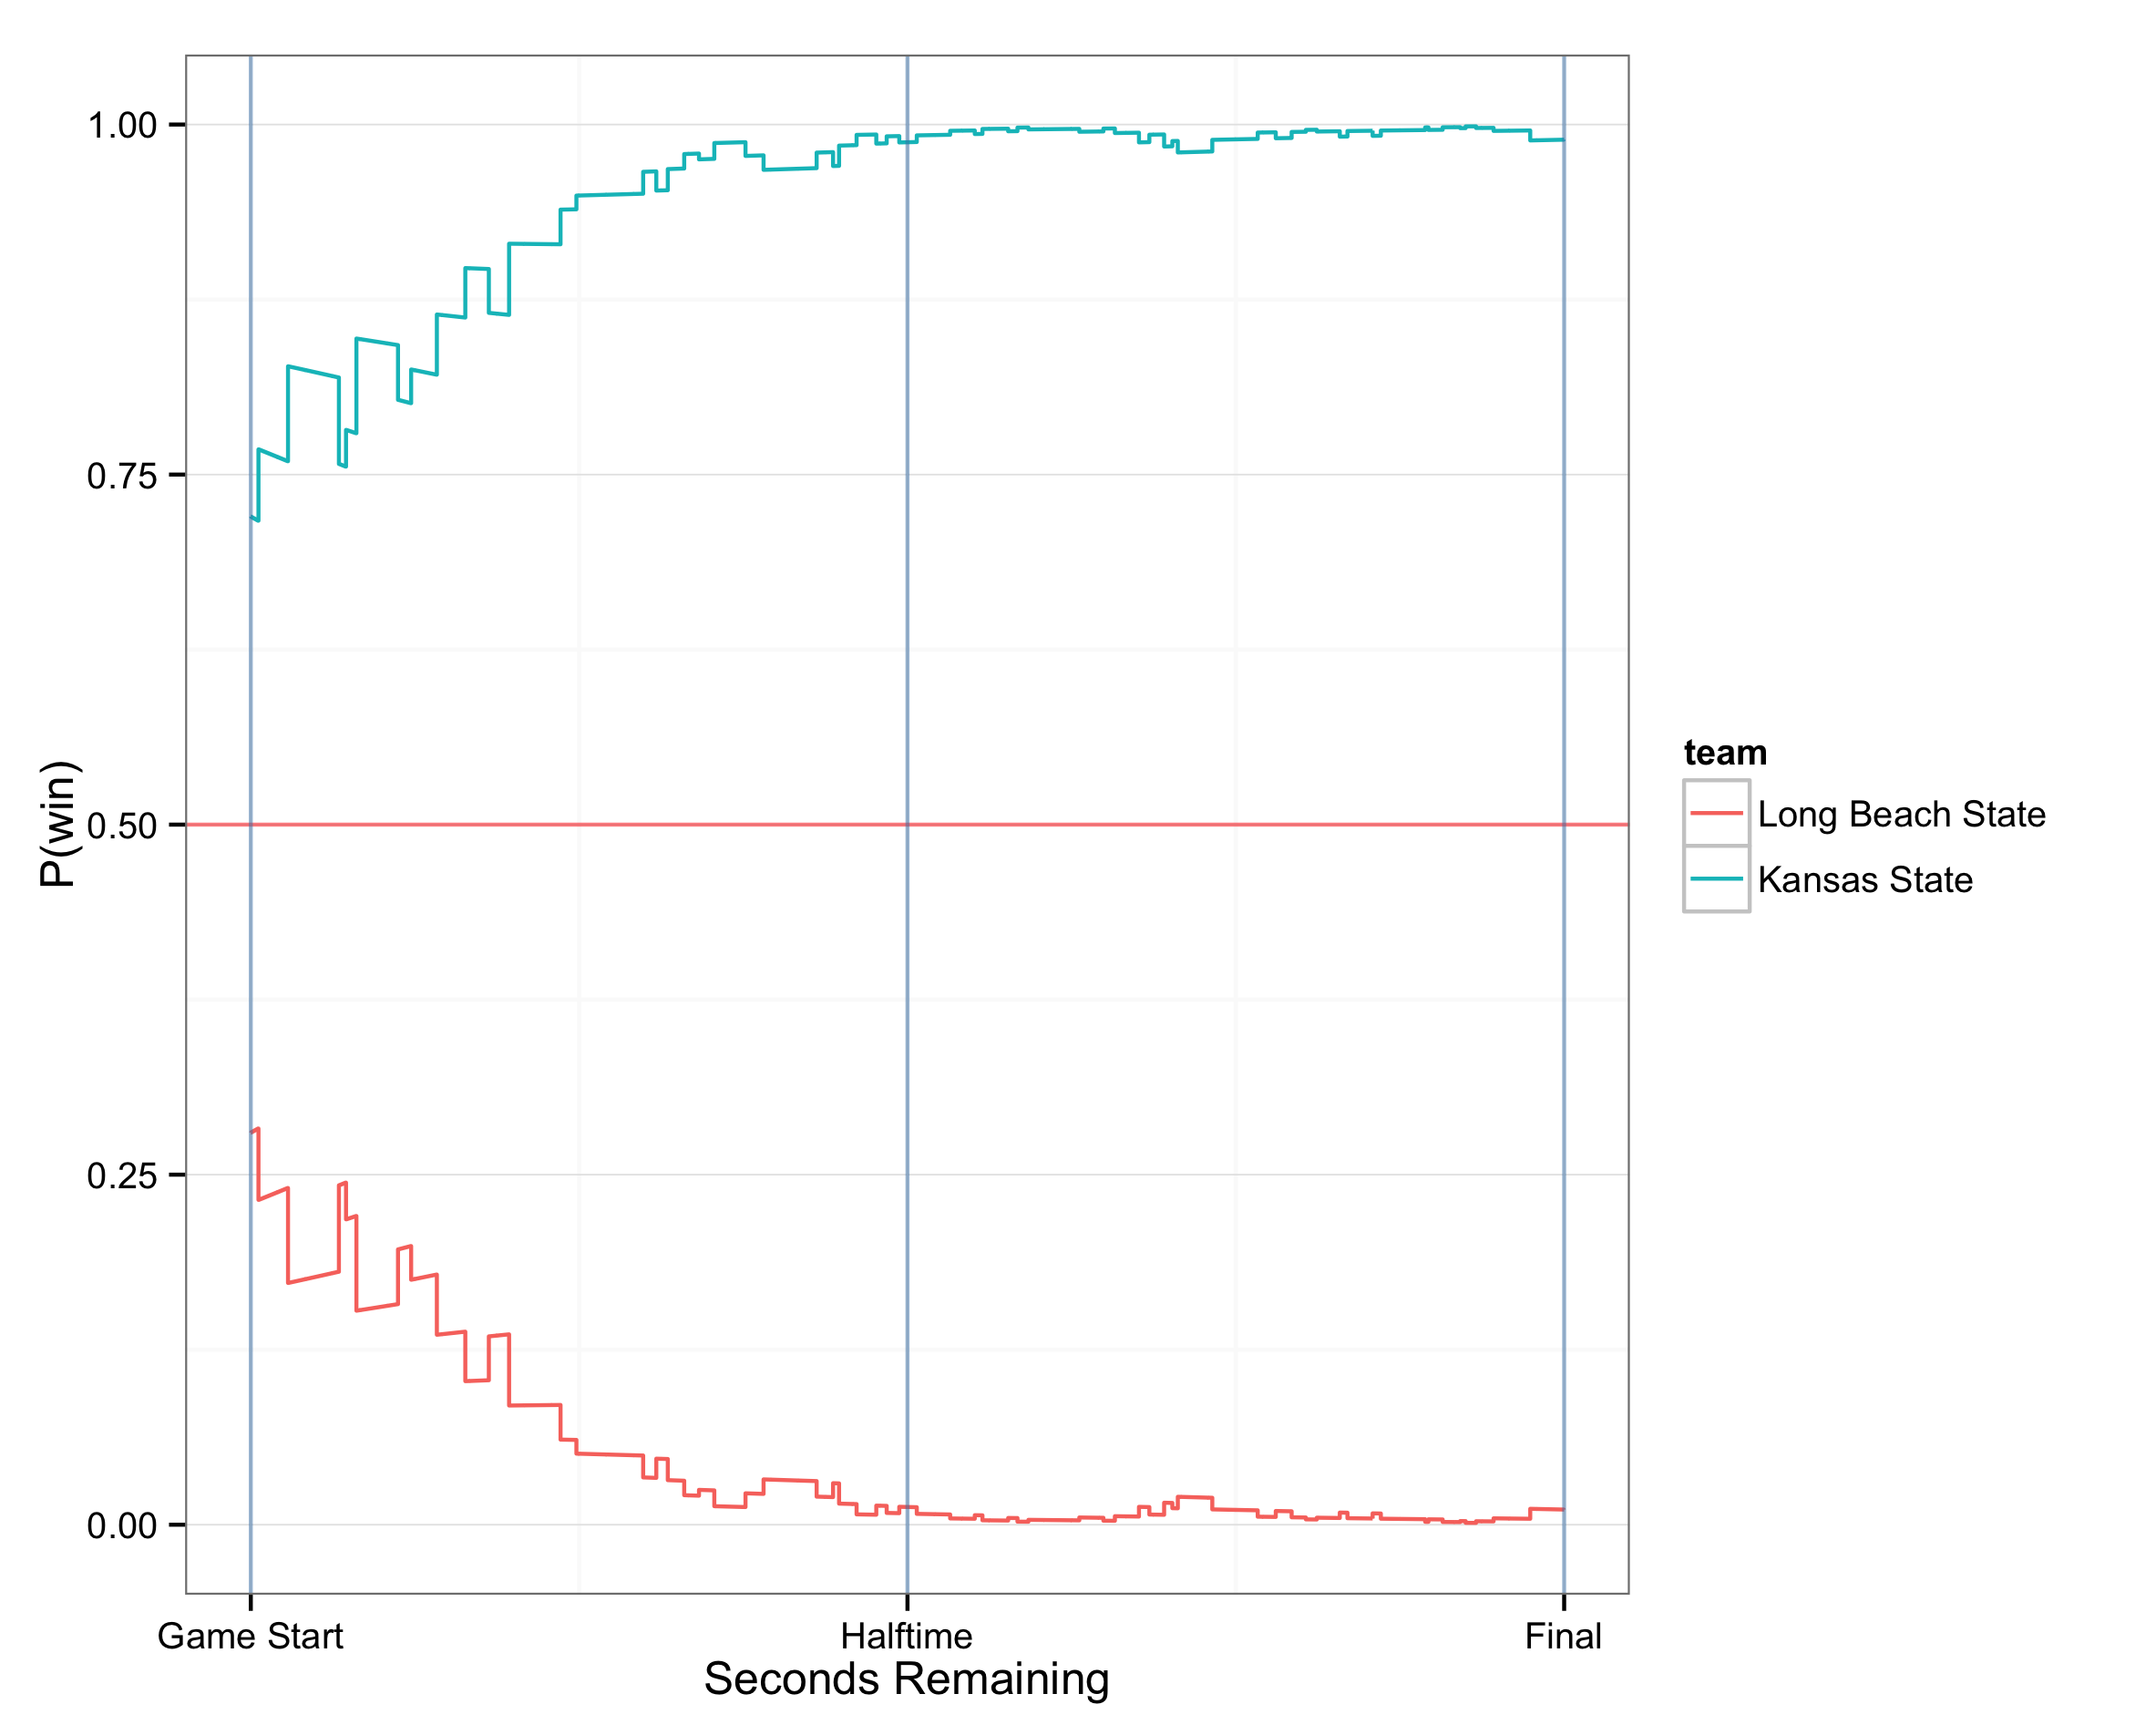 1.00
0.75
0.50
0.25
0.00
P(win)
Game Start
Halftime
Final
Seconds Remaining
team
Long Beach State
Kansas State